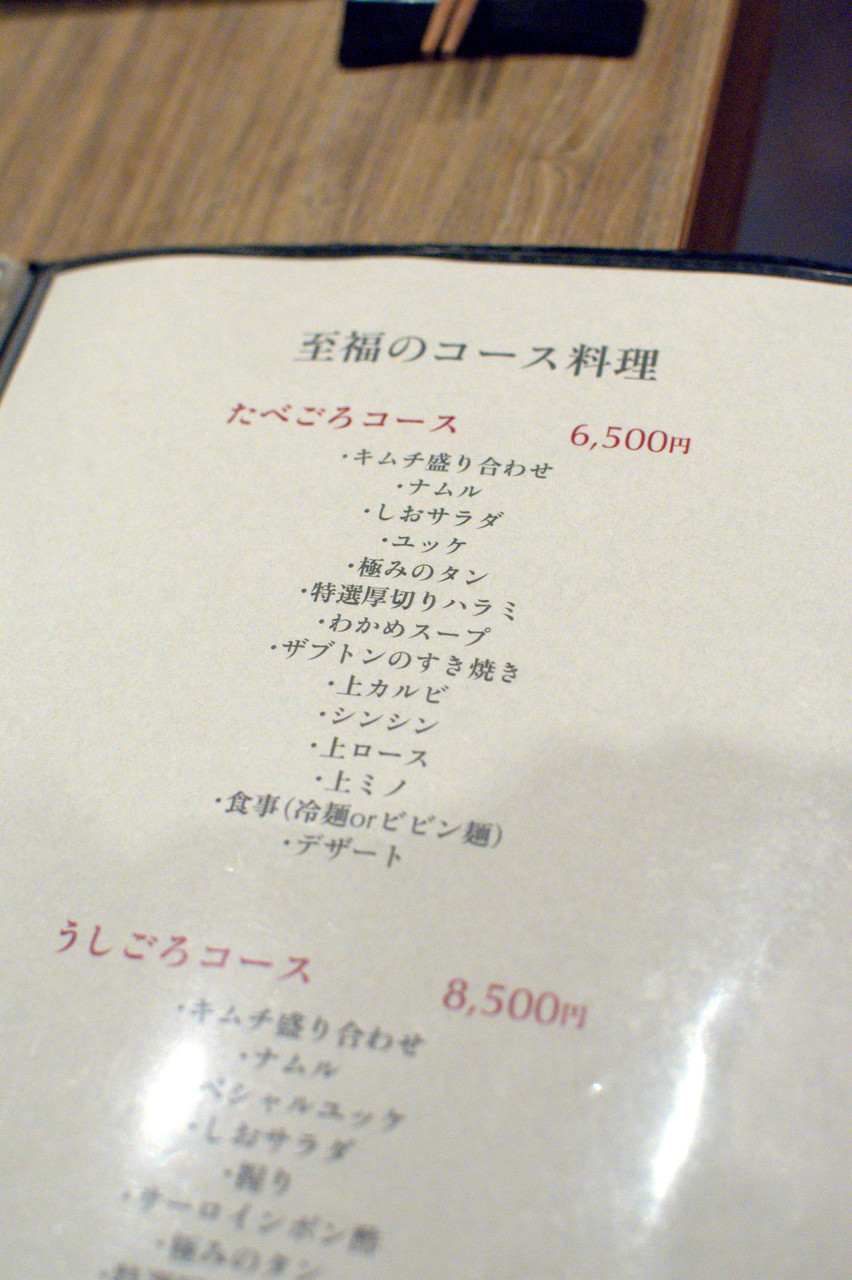 至福のコース料理
たべごろコース 6,500円
・キムチ盛り合わせ
・ナムル
・しおサラダ
・ユッケ
・極みのタン
・特選厚切りハラミ
・わかめスープ
・ザブトンのすき焼き
・上カルビ
・シンシン
・上ロース
・上ミノ
・食事(冷麺orビビン麺)
・デザート
うしごろコース 8,500円
・キムチ盛り合わせ
・ナムル
ペシャルユッケ
・しおサラダ
・握り
・サーロインポン酢
・極みのタン